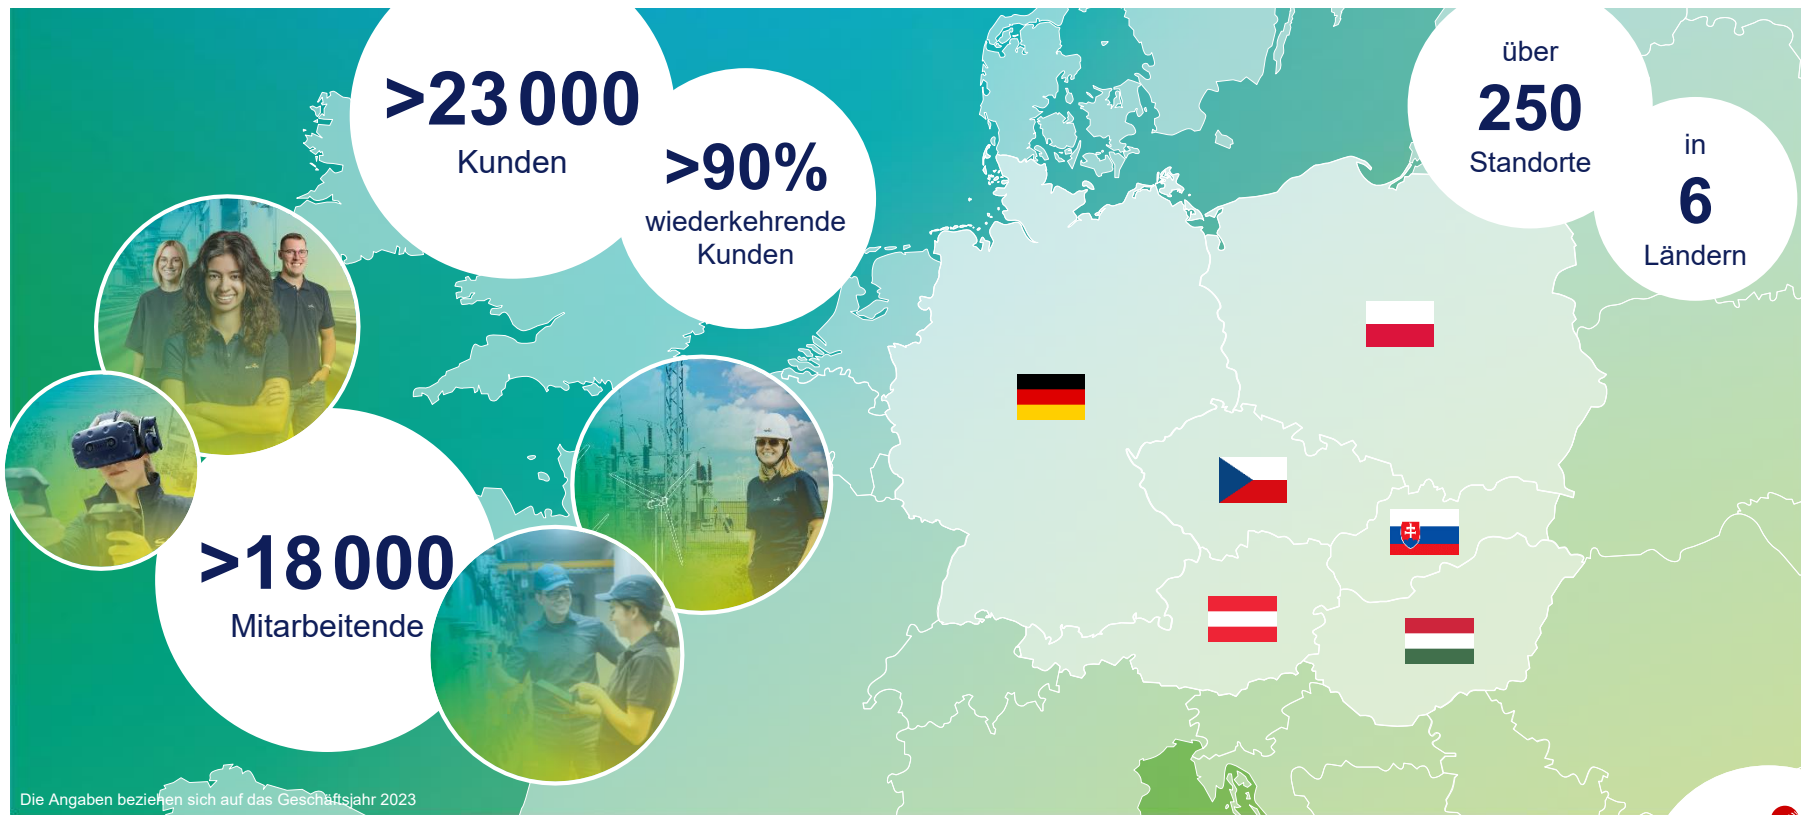 >23 000
Kunden
>90%
wiederkehrende
Kunden
über
250
Standorte
in
6
Ländern
>18 000
Mitarbeitende
Die Angaben beziehen sich auf das Geschäftsjahr 2023